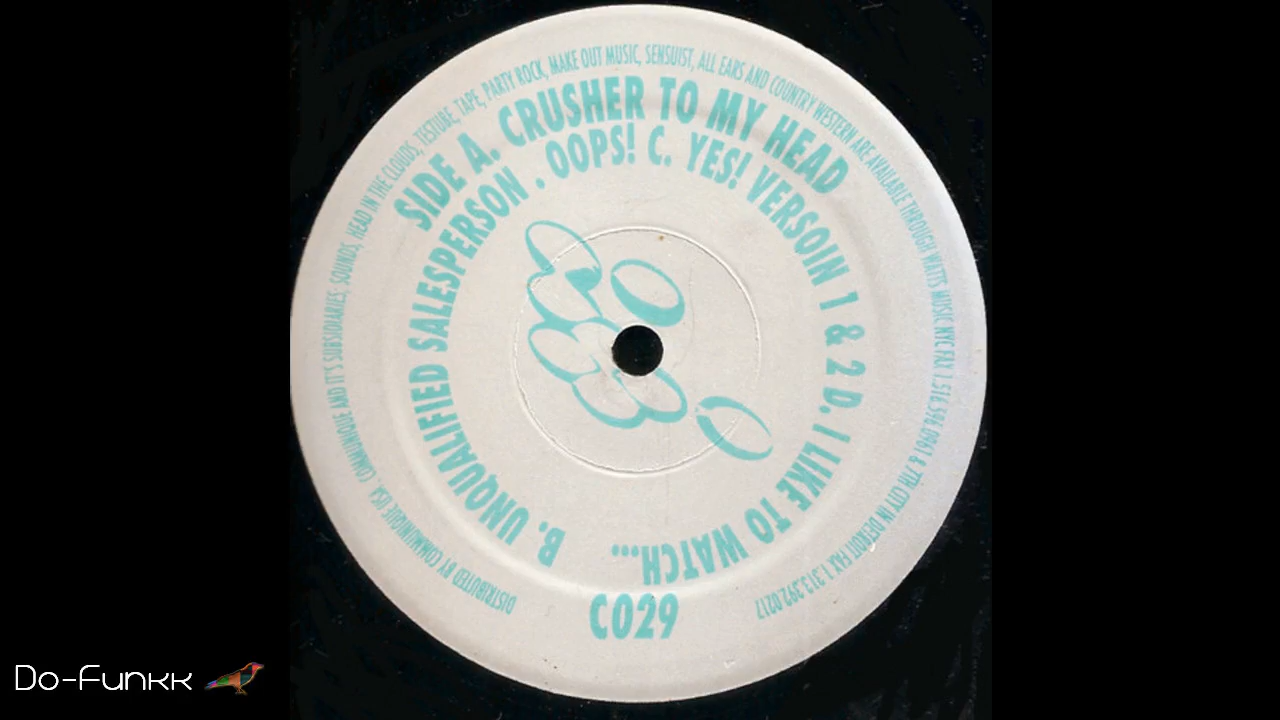 DISTRIBUTED BY COMMUNIQUE USA. COMMUNIQUE AND IT'S SUBSIDIARIES; SOUNDS, HEAD IN THE CLOUDS, TESTUBE, TAPE, PARTY ROCK, MAKE OUT MUSIC, SENSUIST, ALL EARS AND COUNTRY WESTERN ARE AVAILABLE THROUGH WATTS MUSIC NYC FAX 1.516.596.0961 & 7TH CITY IN DETROIT FAX 1.313.392.0217
SIDE A. CRUSHER TO MY HEAD
B. UNQUALIFIED SALESPERSON . OOPS! C. YES! VERSOIN 1 & 2 D. I LIKE TO WATCH...
C029
Do-Funkk